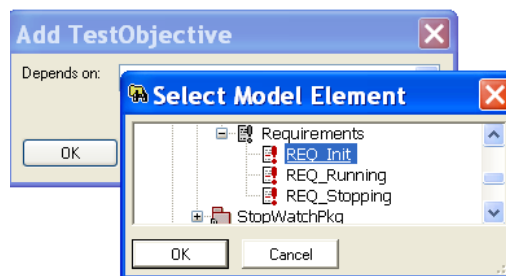 Add TestObjective
Depends on:
OK
Select Model Element
Requirements
REQ_Init
REQ_Running
REQ_Stopping
StopWatchPkg
OK Cancel